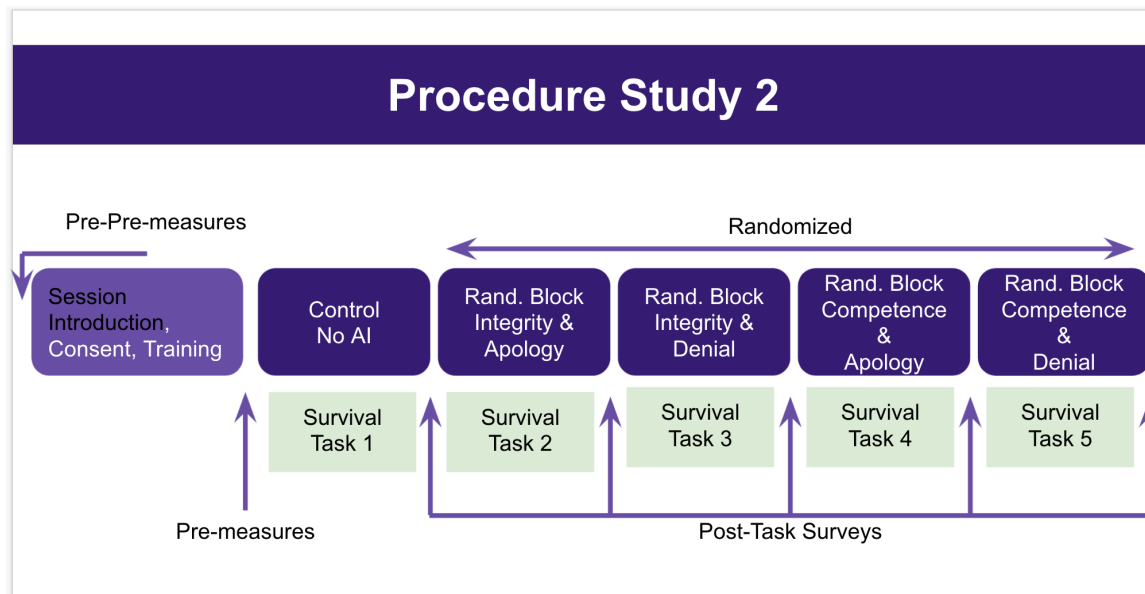 Procedure Study 2
Pre-Pre-measures
Randomized
Session
Introduction,
Consent, Training
Control
No AI
Rand. Block
Integrity &
Apology
Rand. Block
Integrity &
Denial
Rand. Block
Competence
&
Apology
Rand. Block
Competence
&
Denial
Survival
Task 1
Survival
Task 2
Survival
Task 3
Survival
Task 4
Survival
Task 5
Pre-measures
Post-Task Surveys